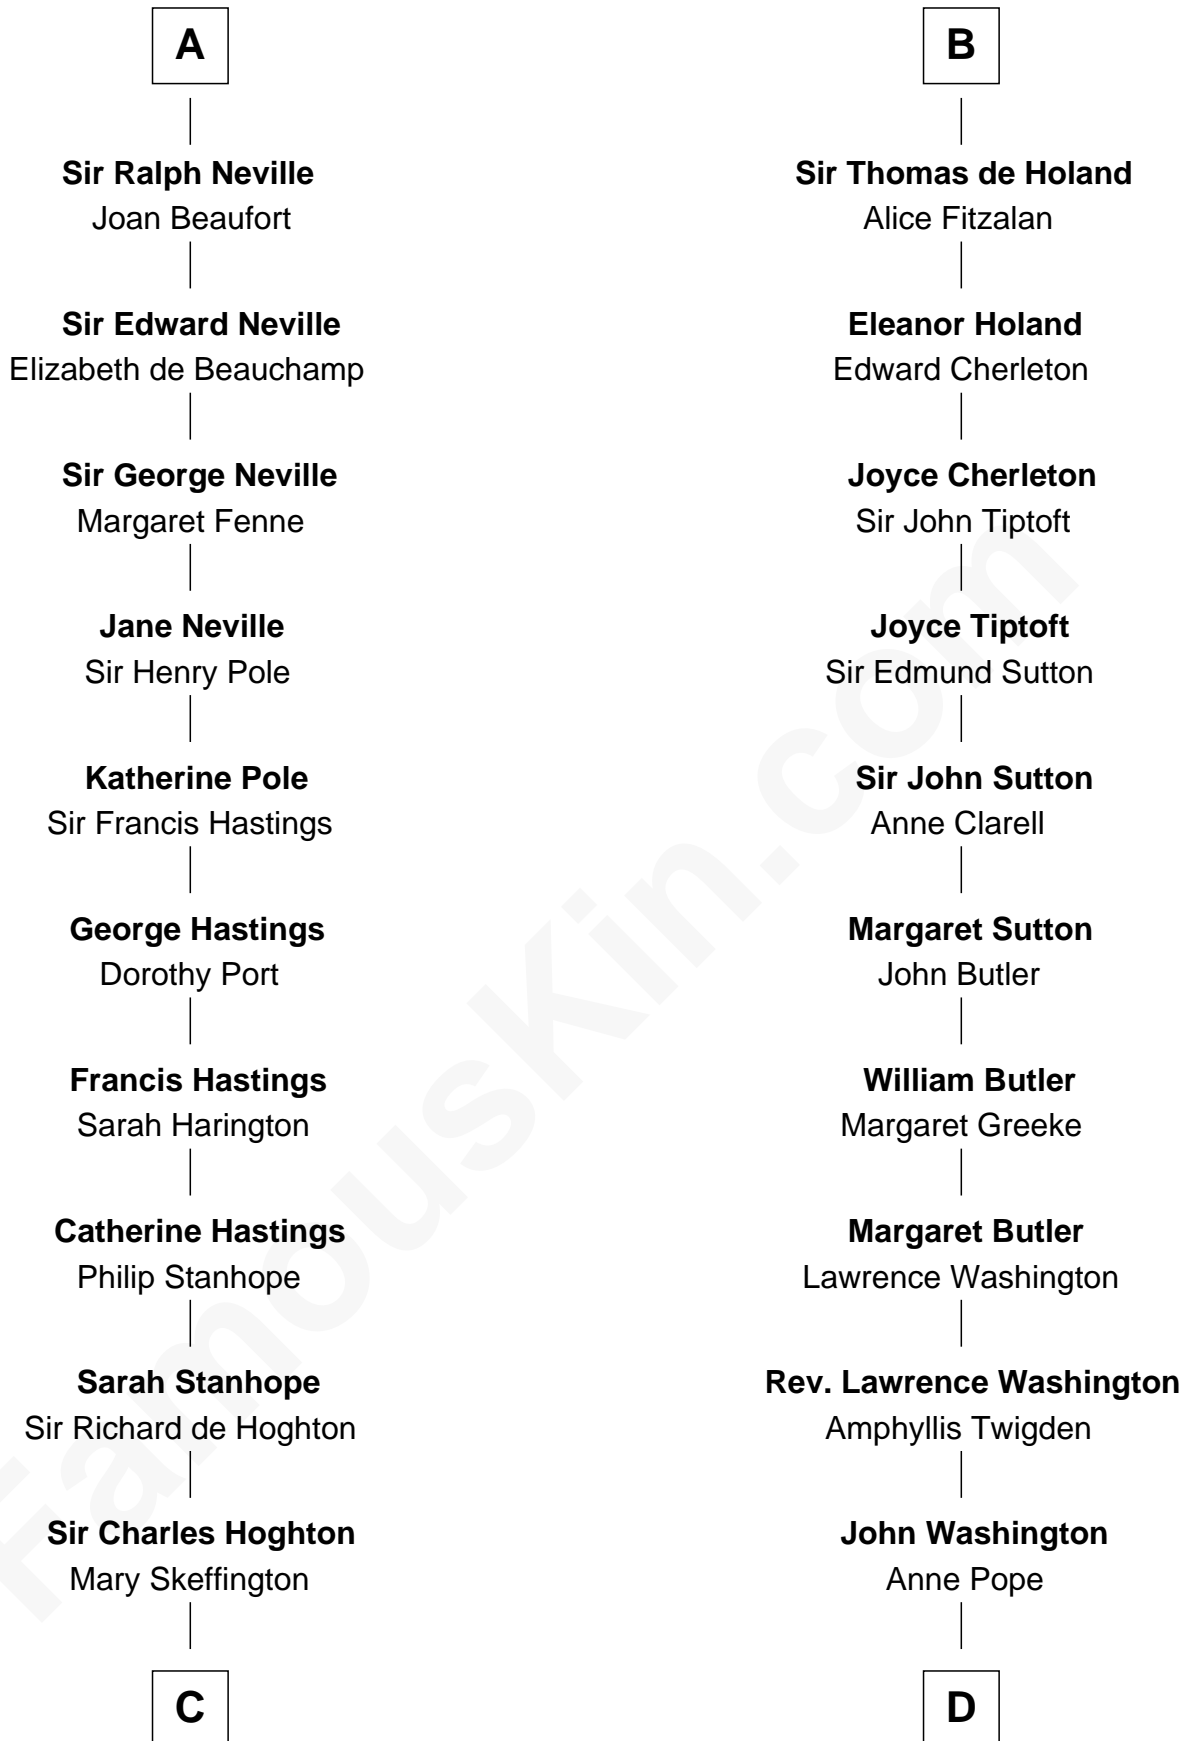 A
Sir Ralph Neville
Joan Beaufort
Sir Edward Neville
Elizabeth de Beauchamp
Sir George Neville
Margaret Fenne
Jane Neville
Sir Henry Pole
Katherine Pole
Sir Francis Hastings
George Hastings
Dorothy Port
Francis Hastings
Sarah Harington
Catherine Hastings
Philip Stanhope
Sarah Stanhope
Sir Richard de Hoghton
Sir Charles Hoghton
Mary Skeffington
C
B
Sir Thomas de Holand
Alice Fitzalan
Eleanor Holand
Edward Cherleton
Joyce Cherleton
Sir John Tiptoft
Joyce Tiptoft
Sir Edmund Sutton
Sir John Sutton
Anne Clarell
Margaret Sutton
John Butler
William Butler
Margaret Greeke
Margaret Butler
Lawrence Washington
Rev. Lawrence Washington
Amphyllis Twigden
John Washington
Anne Pope
D
FamousKin.com